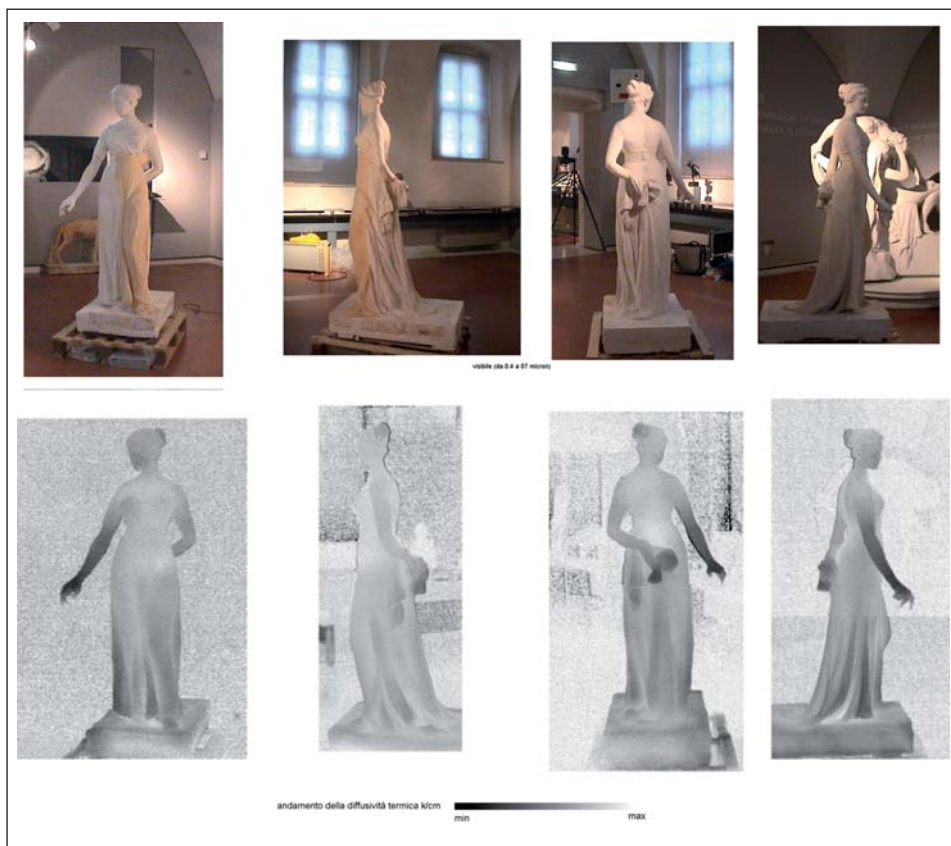 visibile (da 0.4 a 07 micron)
andamento della diffusività termica k/cm
min max